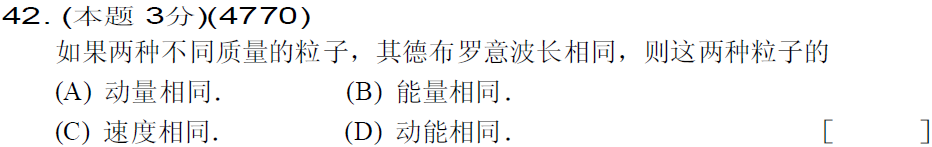 42. (本题 3分)(4770)
如果两种不同质量的粒子，其德布罗意波长相同，则这两种粒子的
(A) 动量相同． (B) 能量相同．
(C) 速度相同． (D) 动能相同． [ ]